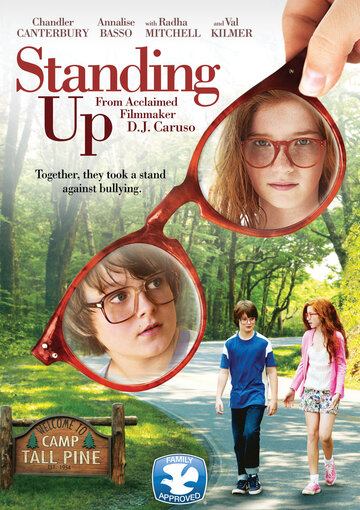 Chandler CANTERBURY
Annalise BASSO
with Radha MITCHELL
and Val KILMER
Standing
Up
From Acclaimed
Filmmaker
D.J. Caruso
Together, they took a stand
against bullying.
WELCOME TO
CAMP
TALL PINE
EST. 1954
FAMILY
APPROVED